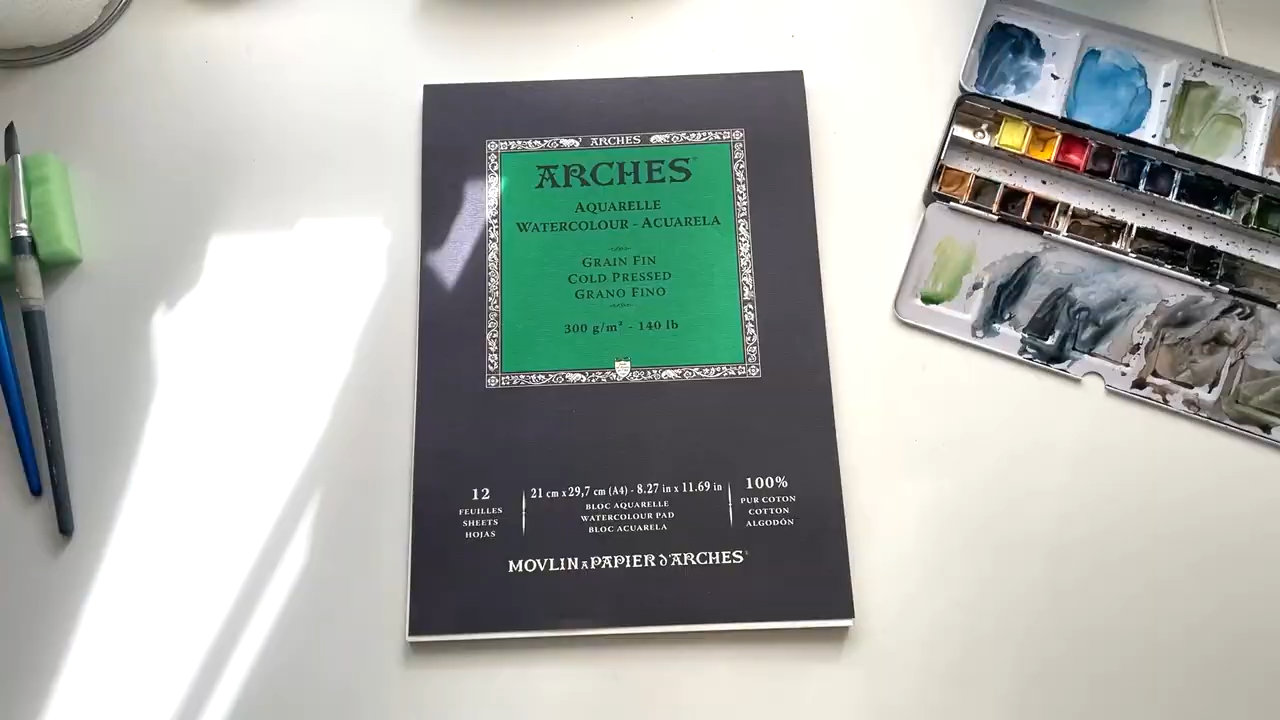 ARCHES
ARCHES®
AQUARELLE
WATERCOLOUR - ACUARELA
GRAIN FIN
COLD PRESSED
GRANO FINO
300 g/m² - 140 lb
12
FEUILLES
SHEETS
HOJAS
21 cm x 29,7 cm (A4) - 8.27 in x 11.69 in
BLOC AQUARELLE
WATERCOLOUR PAD
BLOC ACUARELA
100%
PUR COTON
COTTON
ALGODÓN
MOVLIN A PAPIER D'ARCHES®